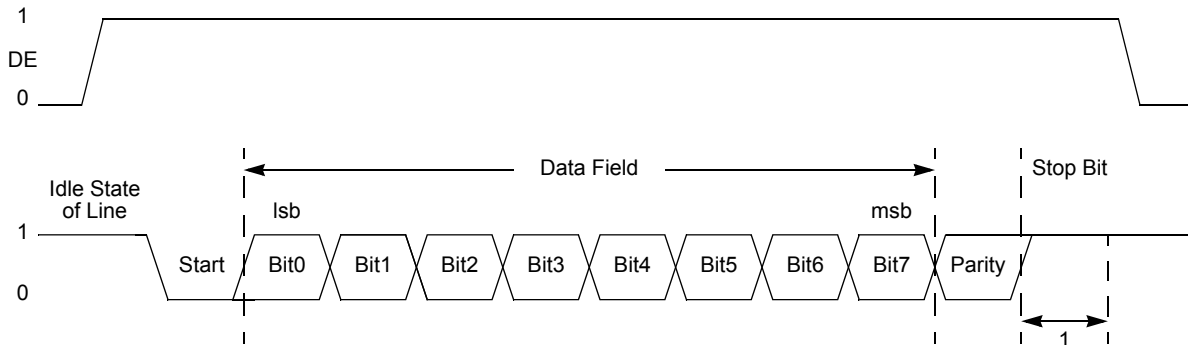 1
DE
0
Data Field
Stop Bit
Idle State
of Line
lsb
msb
1
Start
Bit0
Bit1
Bit2
Bit3
Bit4
Bit5
Bit6
Bit7
Parity
0
1